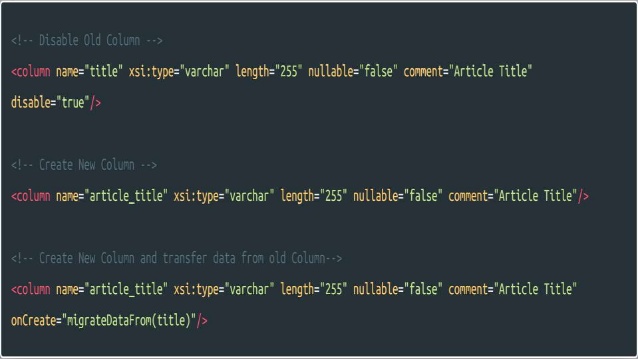 <!-- Disable Old Column -->
<column name="title" xsi:type="varchar" length="255" nullable="false" comment="Article Title"
disable="true"/>
<!-- Create New Column -->
<column name="article_title" xsi:type="varchar" length="255" nullable="false" comment="Article Title"/>
<!-- Create New Column and transfer data from old Column-->
<column name="article_title" xsi:type="varchar" length="255" nullable="false" comment="Article Title"
onCreate="migrateDataFrom(title)"/>